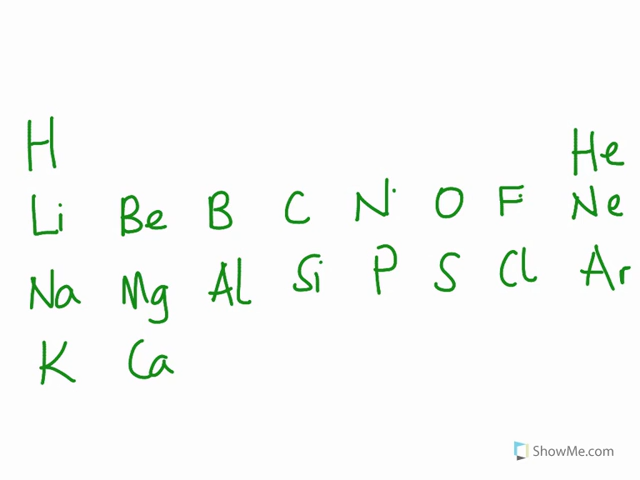 H He
Li Be B C N O F Ne
Na Mg Al Si P S Cl Ar
K Ca
ShowMe.com